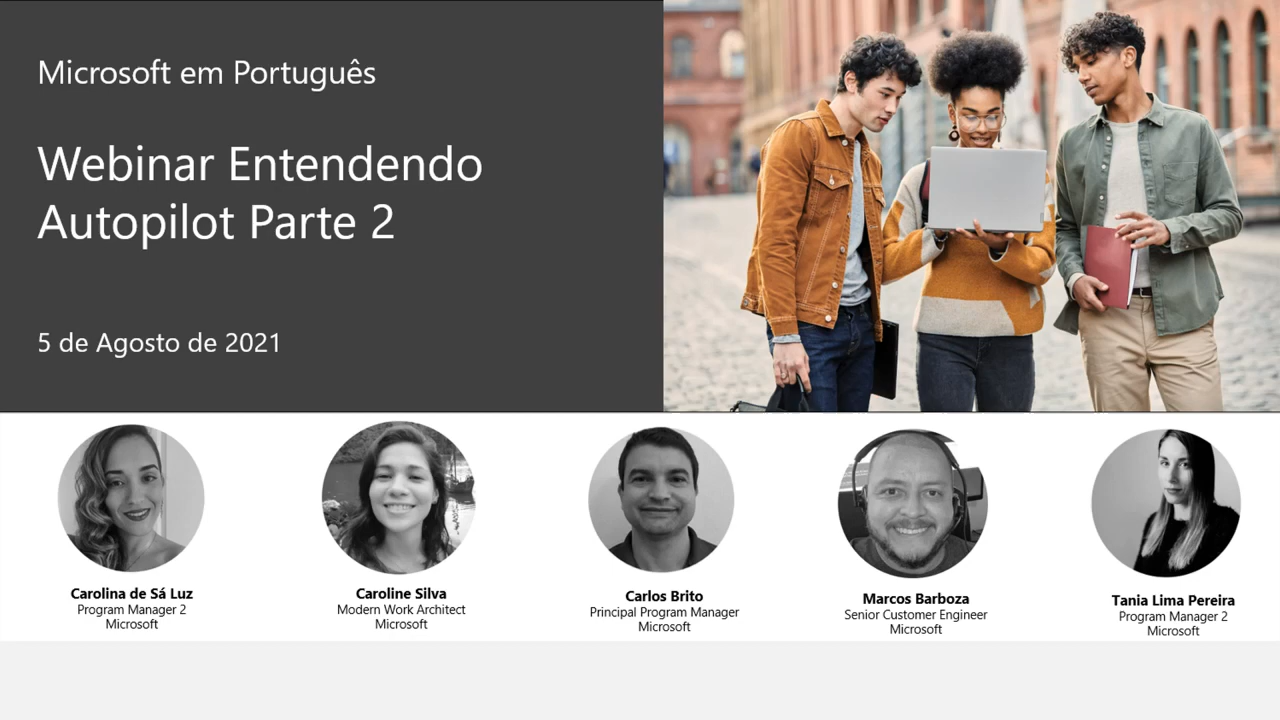 Microsoft em Português
Webinar Entendendo
Autopilot Parte 2
5 de Agosto de 2021
Carolina de Sá Luz
Program Manager 2
Microsoft
Caroline Silva
Modern Work Architect
Microsoft
Carlos Brito
Principal Program Manager
Microsoft
Marcos Barboza
Senior Customer Engineer
Microsoft
Tania Lima Pereira
Program Manager 2
Microsoft